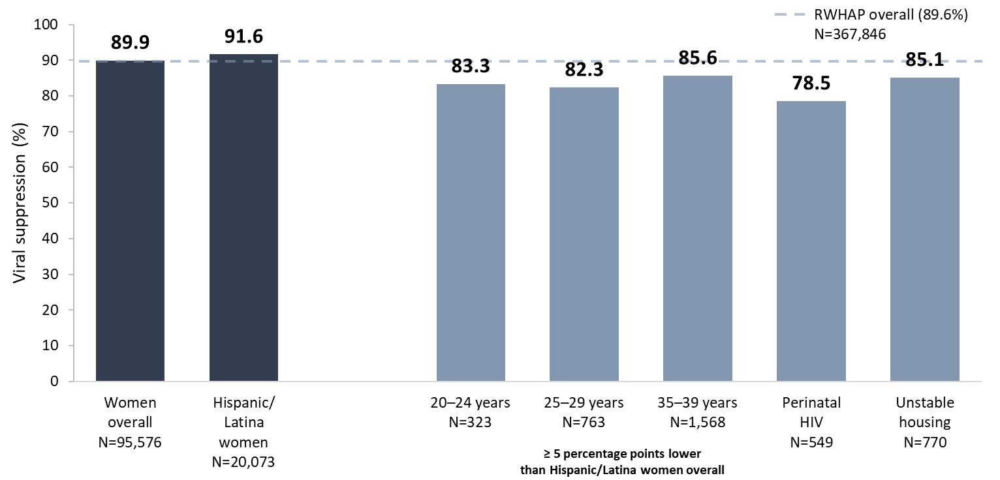 RWHAP overall (89.6%)
N=367,846
Viral suppression (%)
100
90
80
70
60
50
40
30
20
10
0
89.9
91.6
83.3
82.3
85.6
78.5
85.1
Women
overall
N=95,576
Hispanic/
Latina
women
N=20,073
20–24 years
N=323
25–29 years
N=763
35–39 years
N=1,568
Perinatal
HIV
N=549
Unstable
housing
N=770
≥ 5 percentage points lower
than Hispanic/Latina women overall